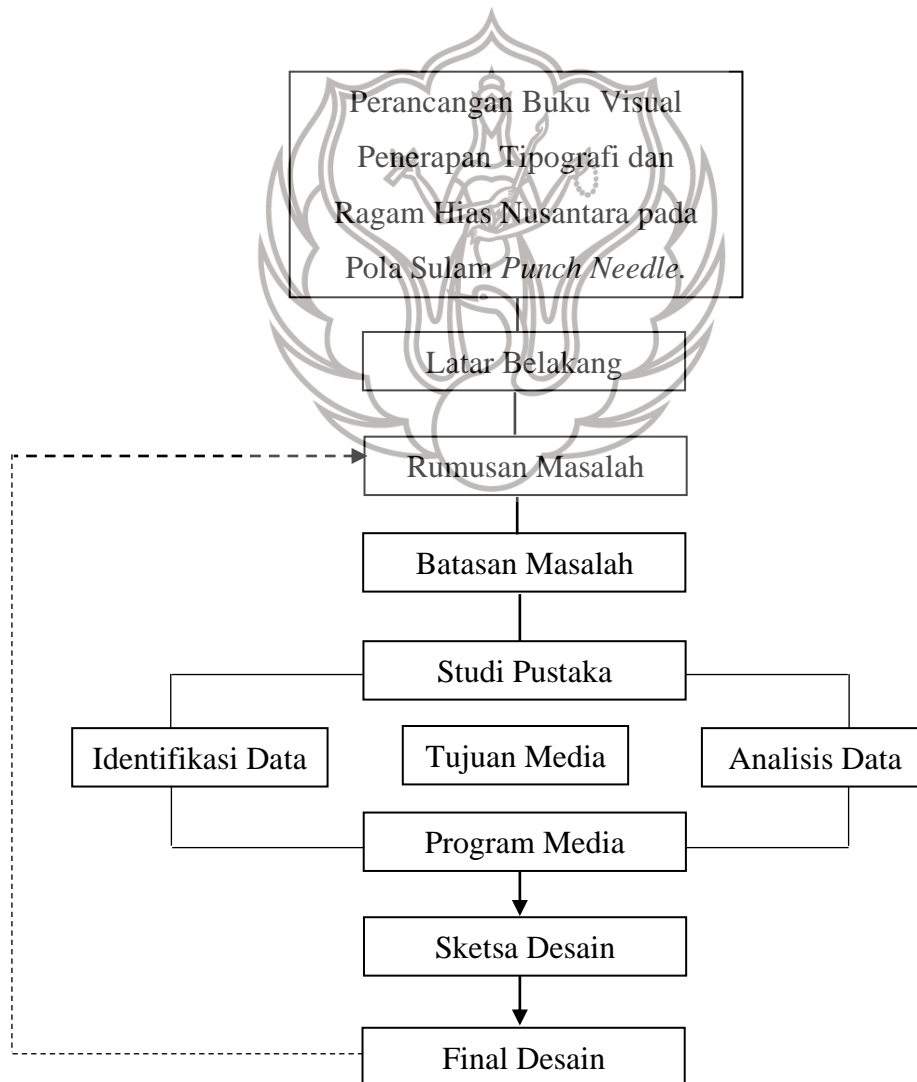 Perancangan Buku Visual
Penerapan Tipografi dan
Ragam Hias Nusantara pada
Pola Sulam Punch Needle.
Latar Belakang
Rumusan Masalah
Batasan Masalah
Studi Pustaka
Identifikasi Data
Tujuan Media
Analisis Data
Program Media
Sketsa Desain
Final Desain